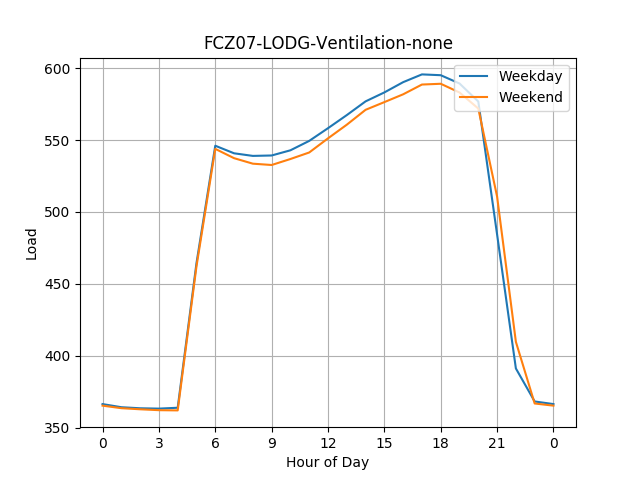 FCZ07-LODG-Ventilation-none
Weekday
Weekend
600
550
500
450
400
350
Load
0 3 6 9 12 15 18 21 0
Hour of Day